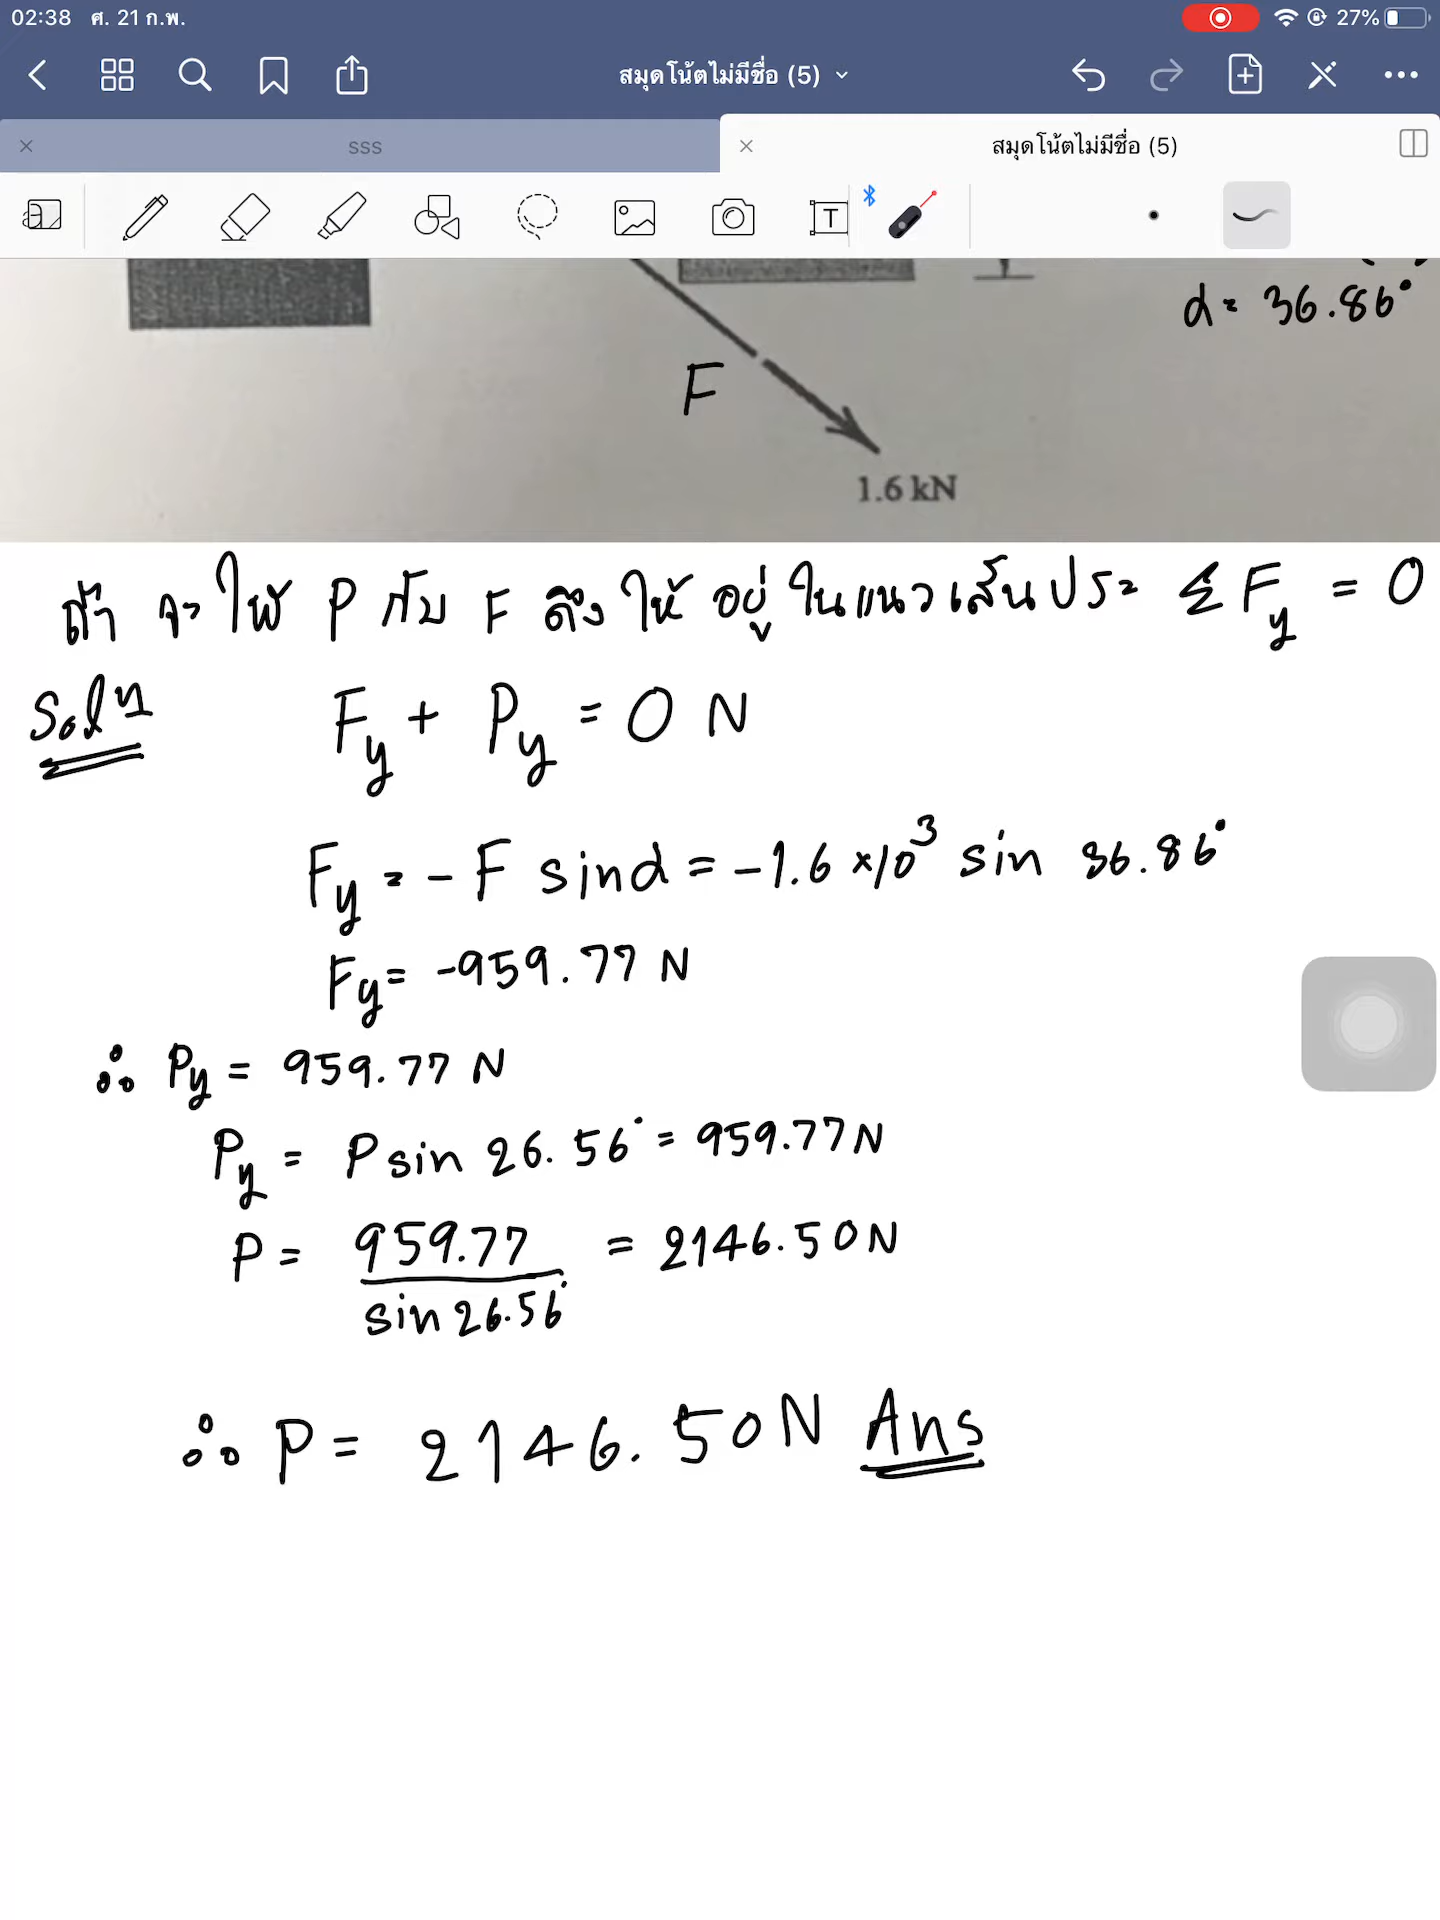 02:38 ศ. 21 ก.พ.
27%
สมุดโน้ตไม่มีชื่อ (5)
sss
สมุดโน้ตไม่มีชื่อ (5)
T
α = 36.86°
F
1.6 kN
ถ้า จะให้ P กับ F ดึงให้ อยู่ในแนวเส้นประ ΣFy = 0
Solⁿ Fy + Py = 0 N
Fy = - F sinα = -1.6 ×10³ sin 36.86°
Fy = -959.77 N
∴ Py = 959.77 N
Py = P sin 26.56° = 959.77 N
P = 959.77 / sin 26.56° = 2146.50 N
∴ P = 2146.50 N Ans